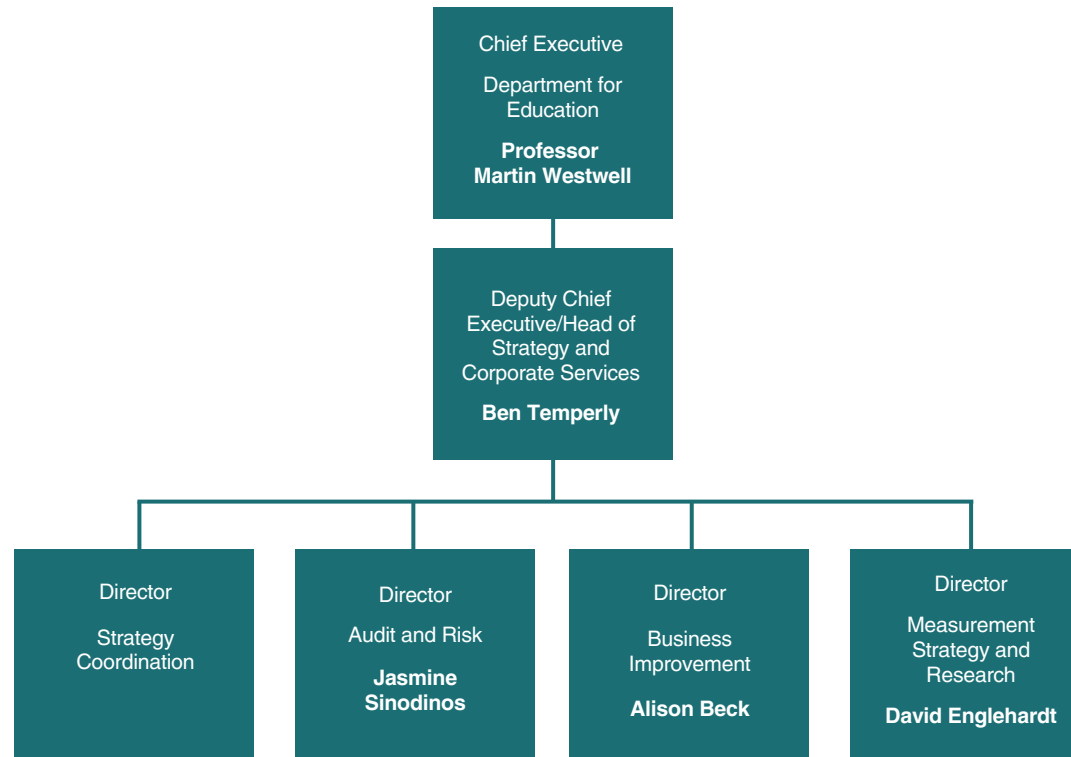 Chief Executive
Department for
Education
Professor
Martin Westwell
Deputy Chief
Executive/Head of
Strategy and
Corporate Services
Ben Temperly
Director
Strategy
Coordination
Director
Audit and Risk
Jasmine
Sinodinos
Director
Business
Improvement
Alison Beck
Director
Measurement
Strategy and
Research
David Englehardt